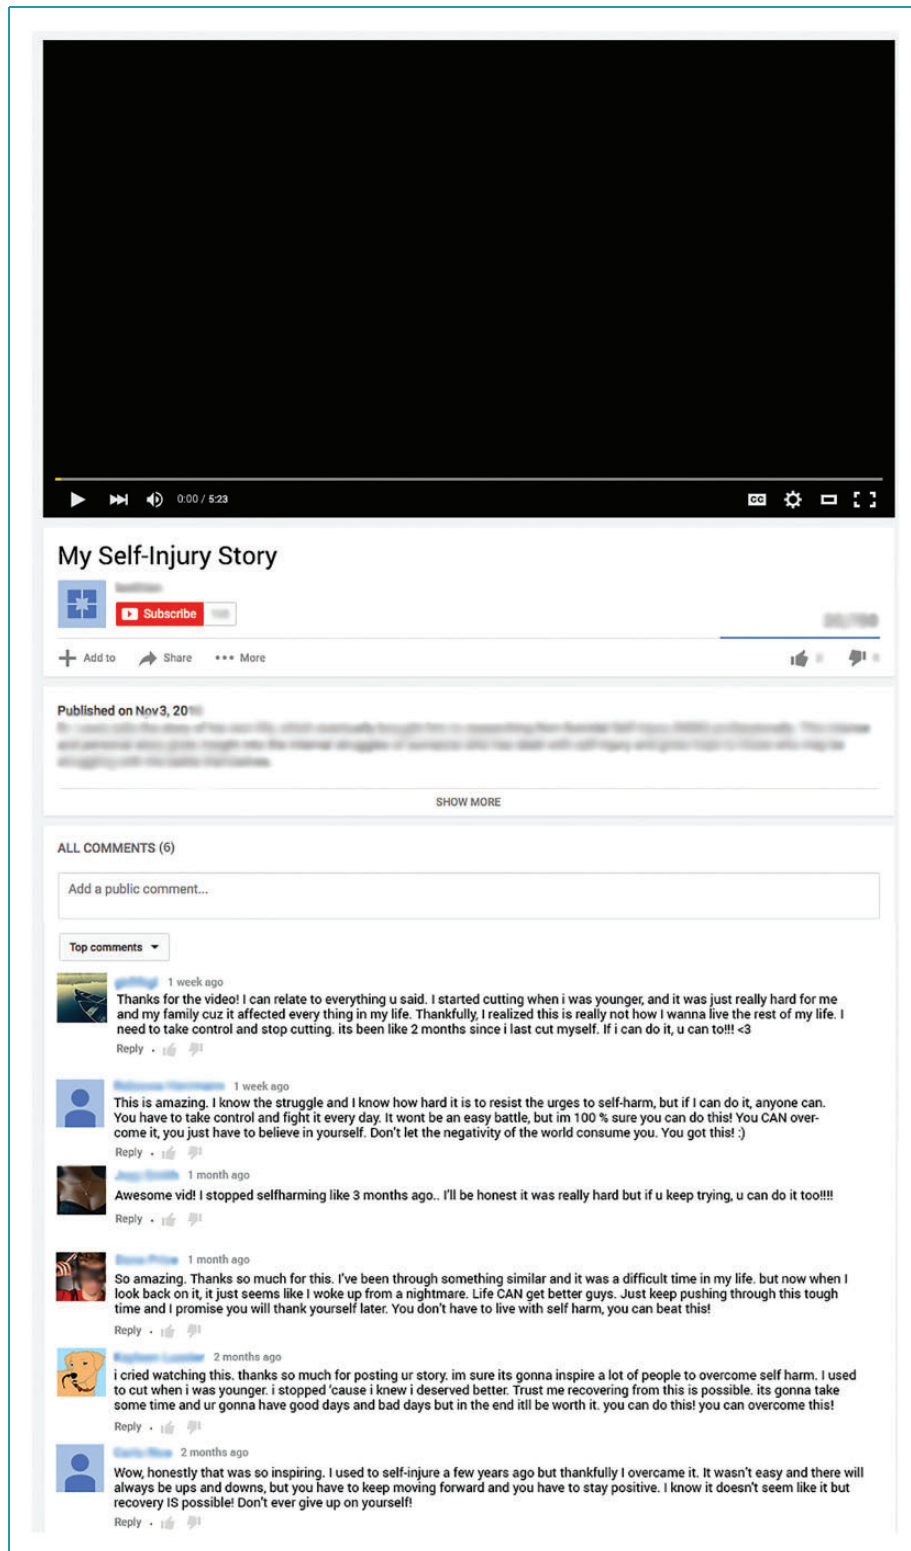 0:00 / 5:23
CC
My Self-Injury Story
Subscribe
Add to
Share
More
Published on Nov 3, 20
SHOW MORE
ALL COMMENTS (6)
Add a public comment...
Top comments
1 week ago
Thanks for the video! I can relate to everything u said. I started cutting when i was younger, and it was just really hard for me
and my family cuz it affected every thing in my life. Thankfully, I realized this is really not how I wanna live the rest of my life. I
need to take control and stop cutting. its been like 2 months since i last cut myself. If i can do it, u can to!!! <3
Reply
1 week ago
This is amazing. I know the struggle and I know how hard it is to resist the urges to self-harm, but if I can do it, anyone can.
You have to take control and fight it every day. It wont be an easy battle, but im 100 % sure you can do this! You CAN over-
come it, you just have to believe in yourself. Don't let the negativity of the world consume you. You got this! :)
Reply
1 month ago
Awesome vid! I stopped selfharming like 3 months ago.. I'll be honest it was really hard but if u keep trying, u can do it too!!!!
Reply
1 month ago
So amazing. Thanks so much for this. I've been through something similar and it was a difficult time in my life. but now when I
look back on it, it just seems like I woke up from a nightmare. Life CAN get better guys. Just keep pushing through this tough
time and I promise you will thank yourself later. You don't have to live with self harm, you can beat this!
Reply
2 months ago
i cried watching this. thanks so much for posting ur story. im sure its gonna inspire a lot of people to overcome self harm. I used
to cut when i was younger. i stopped 'cause i knew i deserved better. Trust me recovering from this is possible. its gonna take
some time and ur gonna have good days and bad days but in the end itll be worth it. you can do this! you can overcome this!
Reply
2 months ago
Wow, honestly that was so inspiring. I used to self-injure a few years ago but thankfully I overcame it. It wasn't easy and there will
always be ups and downs, but you have to keep moving forward and you have to stay positive. I know it doesn't seem like it but
recovery IS possible! Don't ever give up on yourself!
Reply